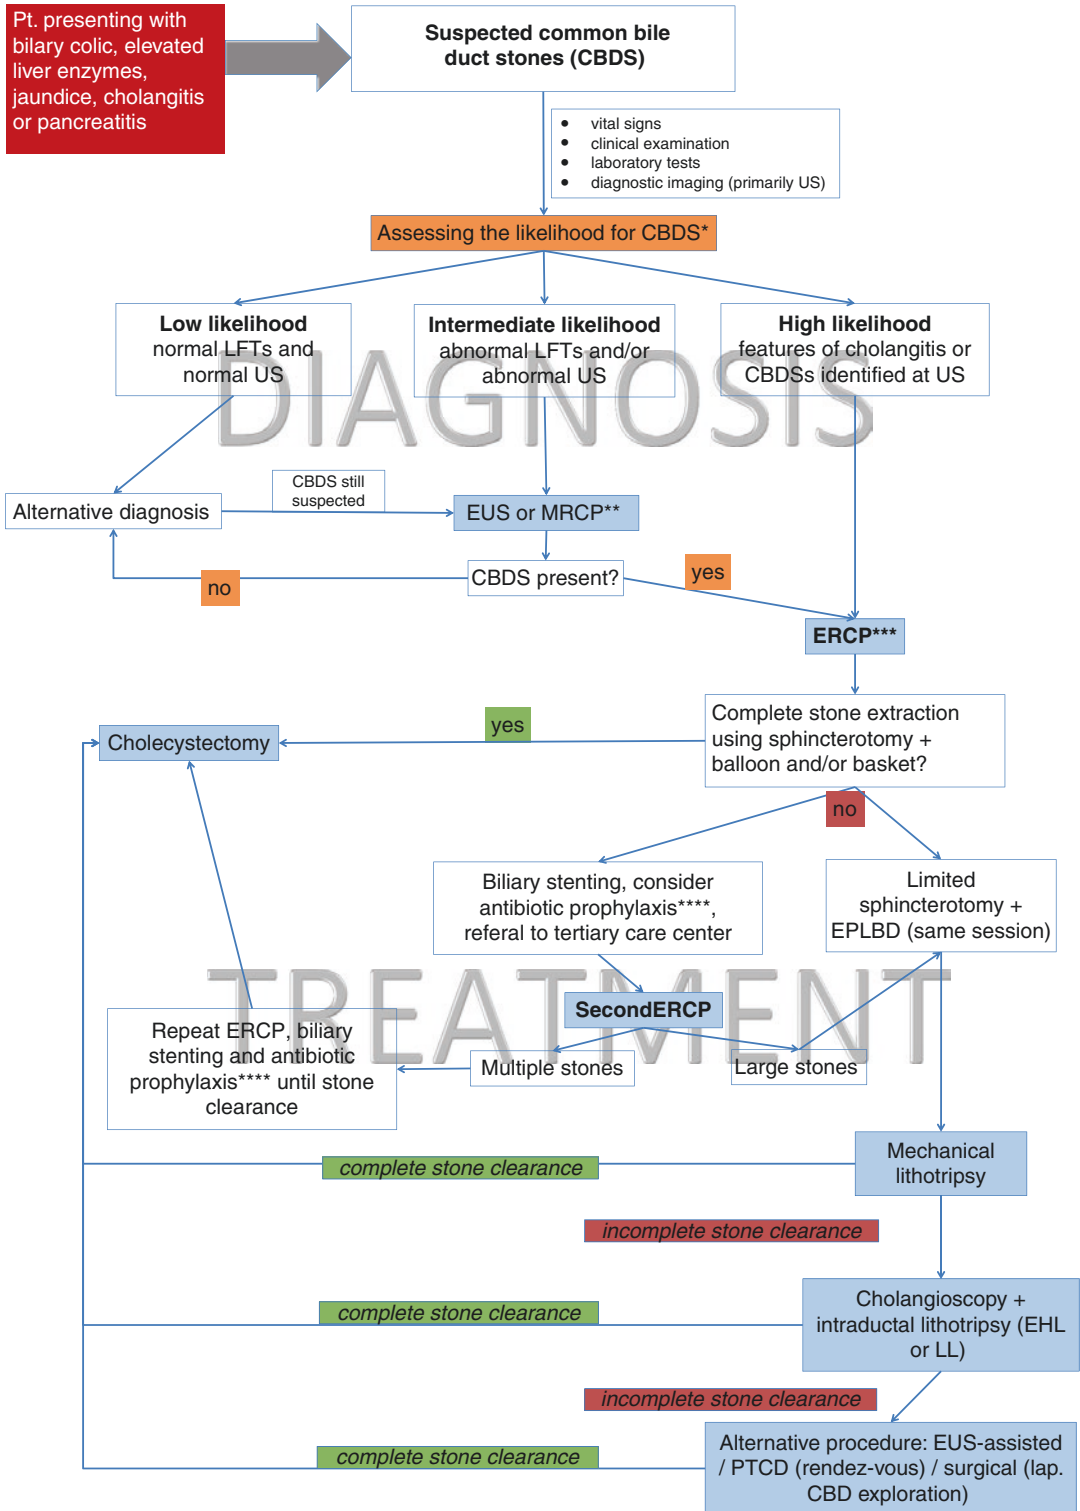 Pt. presenting with
bilary colic, elevated
liver enzymes,
jaundice, cholangitis
or pancreatitis
Suspected common bile
duct stones (CBDS)
• vital signs
• clinical examination
• laboratory tests
• diagnostic imaging (primarily US)
Assessing the likelihood for CBDS*
Low likelihood
normal LFTs and
normal US
Intermediate likelihood
abnormal LFTs and/or
abnormal US
High likelihood
features of cholangitis or
CBDSs identified at US
DIAGNOSIS
Alternative diagnosis
CBDS still
suspected
EUS or MRCP**
CBDS present?
no
yes
ERCP***
Complete stone extraction
using sphincterotomy +
balloon and/or basket?
yes
Cholecystectomy
no
Biliary stenting, consider
antibiotic prophylaxis****,
referal to tertiary care center
Limited
sphincterotomy +
EPLBD (same session)
TREATMENT
SecondERCP
Multiple stones
Large stones
Repeat ERCP, biliary
stenting and antibiotic
prophylaxis**** until stone
clearance
Mechanical
lithotripsy
complete stone clearance
incomplete stone clearance
Cholangioscopy +
intraductal lithotripsy (EHL
or LL)
complete stone clearance
incomplete stone clearance
Alternative procedure: EUS-assisted
/ PTCD (rendez-vous) / surgical (lap.
CBD exploration)
complete stone clearance